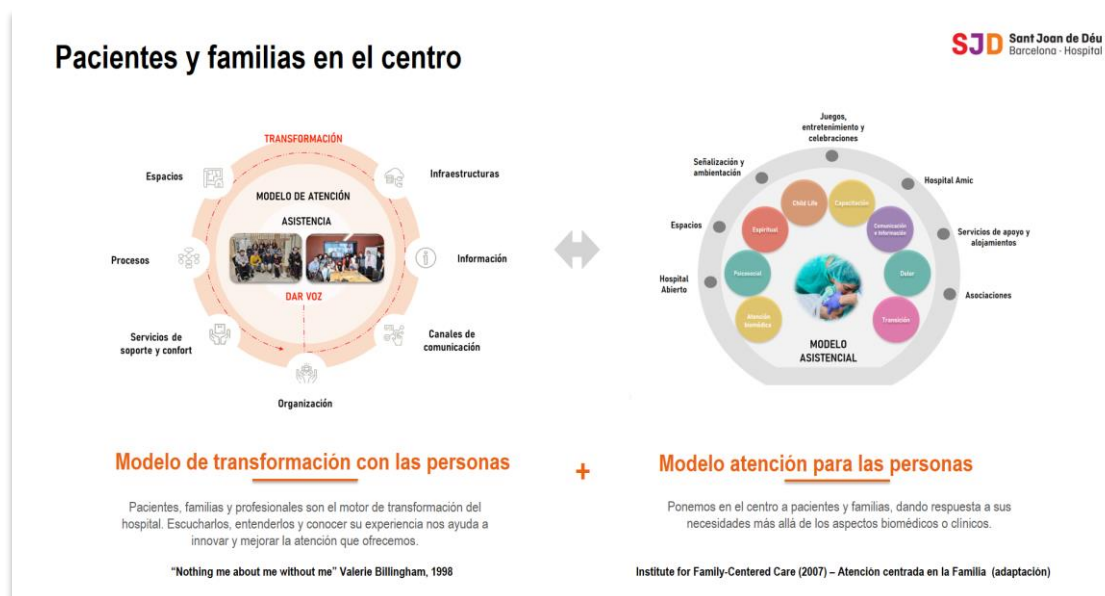 Pacientes y familias en el centro
SJD Sant Joan de Déu
Barcelona · Hospital
TRANSFORMACIÓN
Espacios
Infraestructuras
MODELO DE ATENCIÓN
ASISTENCIA
Procesos
Información
DAR VOZ
Servicios de
soporte y confort
Canales de
comunicación
Organización
Juegos,
entretenimiento y
celebraciones
Señalización y
ambientación
Hospital Amic
Espacios
Servicios de apoyo y
alojamientos
Hospital
Abierto
Asociaciones
Child Life
Capacitación
Espiritual
Comunicación
e Información
Psicosocial
Dolor
Atención
biomédica
Transición
MODELO
ASISTENCIAL
Modelo de transformación con las personas
+
Modelo atención para las personas
Pacientes, familias y profesionales son el motor de transformación del
hospital. Escucharlos, entenderlos y conocer su experiencia nos ayuda a
innovar y mejorar la atención que ofrecemos.
Ponemos en el centro a pacientes y familias, dando respuesta a sus
necesidades más allá de los aspectos biomédicos o clínicos.
“Nothing me about me without me” Valerie Billingham, 1998
Institute for Family-Centered Care (2007) – Atención centrada en la Familia (adaptación)